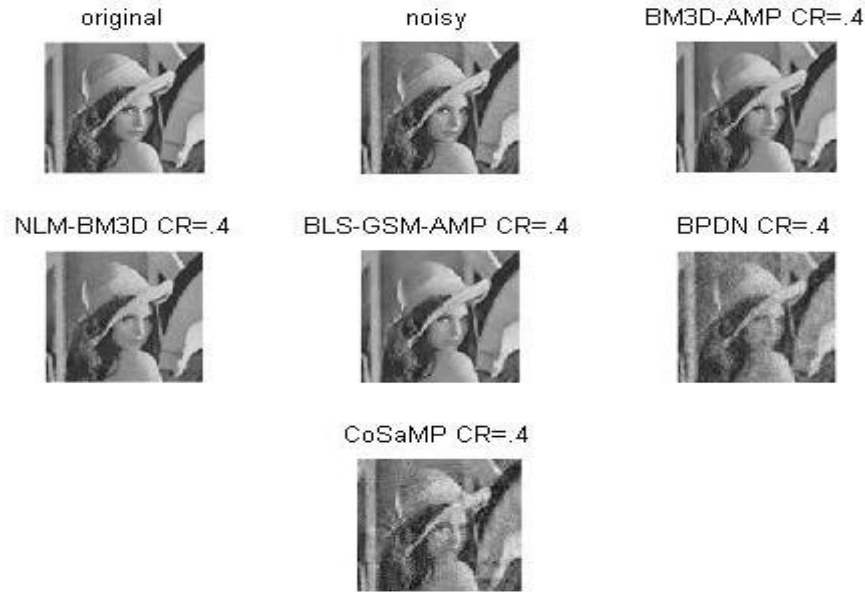 original
noisy
BM3D-AMP CR=.4
NLM-BM3D CR=.4
BLS-GSM-AMP CR=.4
BPDN CR=.4
CoSaMP CR=.4